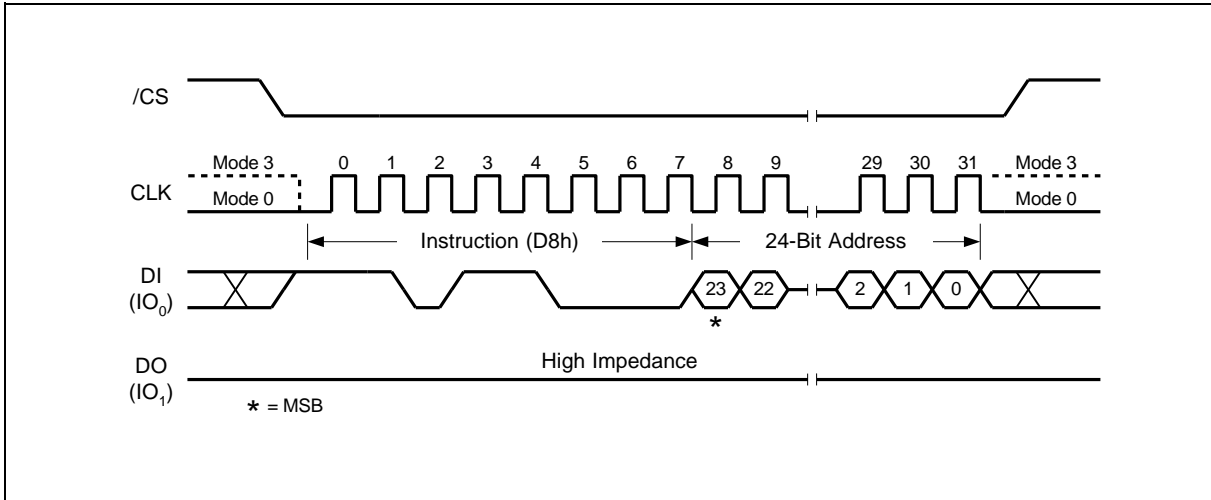 /CS
Mode 3 0 1 2 3 4 5 6 7 8 9 29 30 31 Mode 3
CLK
Mode 0 Mode 0
Instruction (D8h) 24-Bit Address
DI
(IO₀)
23 22 2 1 0
*
DO
(IO₁)
High Impedance
* = MSB